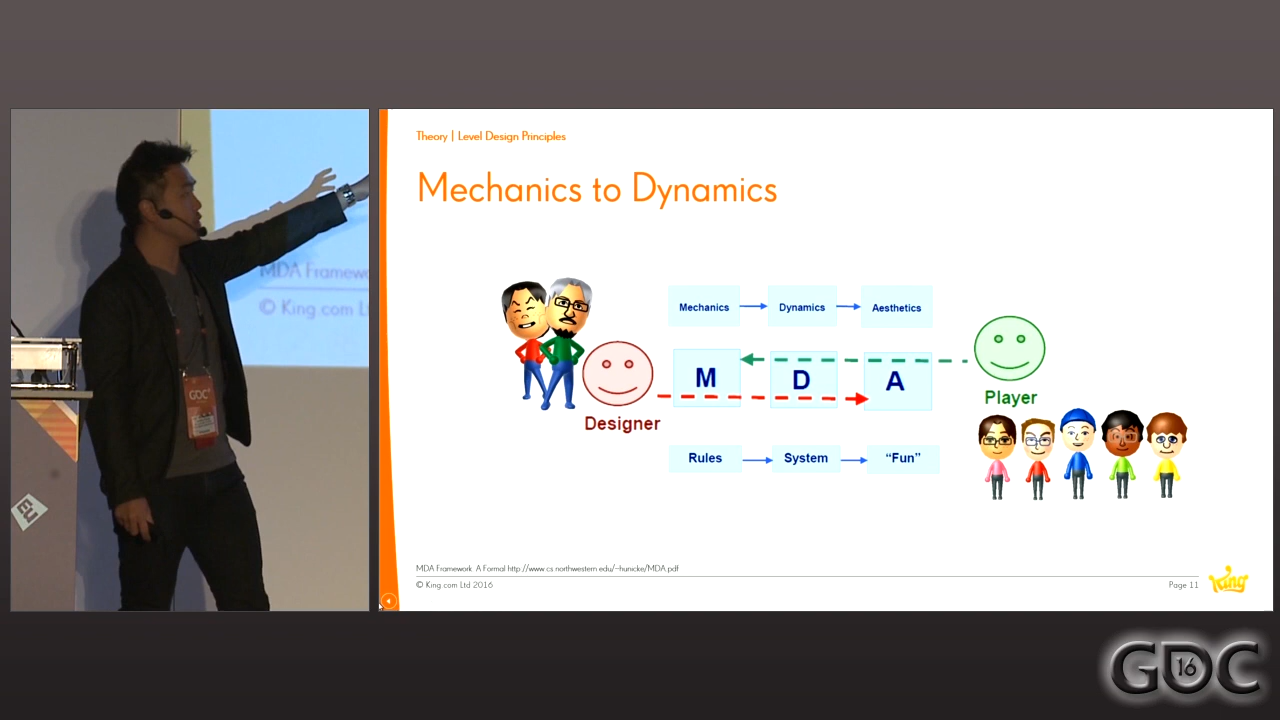 Theory | Level Design Principles
Mechanics to Dynamics
Mechanics
Dynamics
Aesthetics
M
D
A
Designer
Player
Rules
System
“Fun”
MDA Framework A Formal http://www.cs.northwestern.edu/~hunicke/MDA.pdf
© King.com Ltd 2016
Page 11
King
MDA Framewo
© King.com Lt
GDC
GDC 16